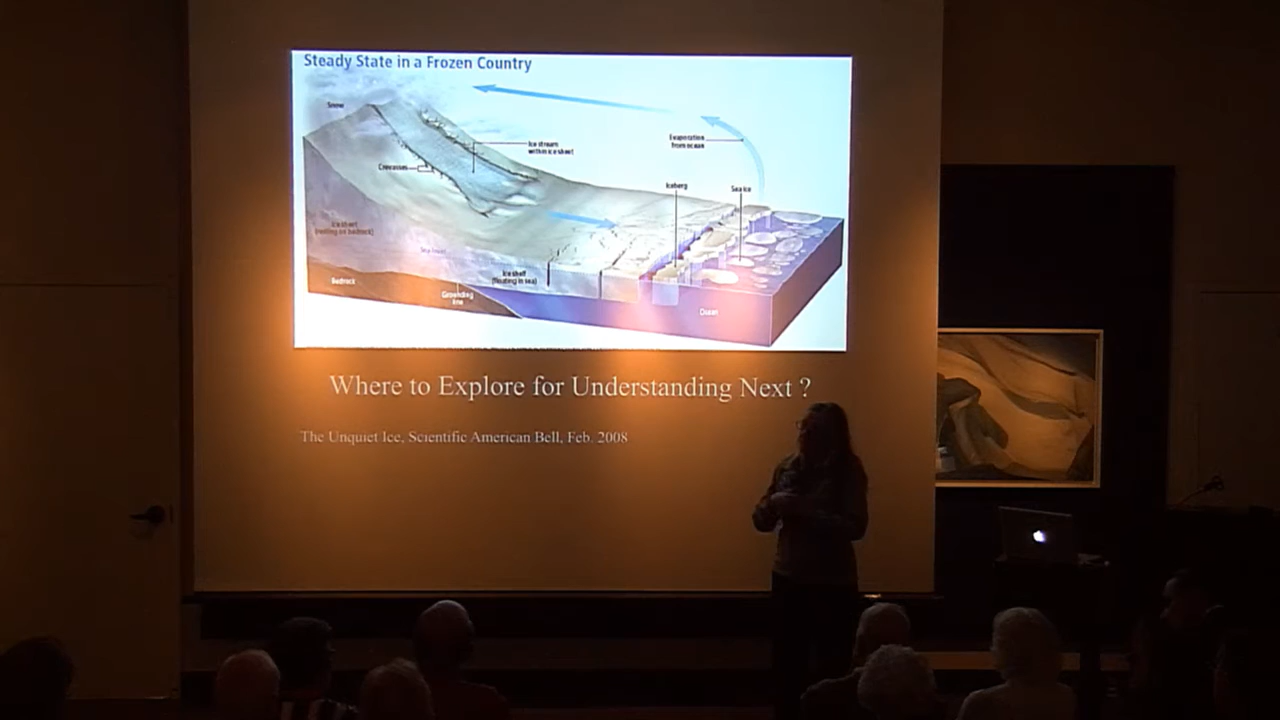 Steady State in a Frozen Country
Snow
Ice stream
within ice sheet
Evaporation
from ocean
Crevasses
Iceberg
Sea ice
Ice sheet
(resting on bedrock)
Sea level
Ice shelf
(floating in sea)
Bedrock
Grounding
line
Ocean
Where to Explore for Understanding Next ?
The Unquiet Ice, Scientific American Bell, Feb. 2008